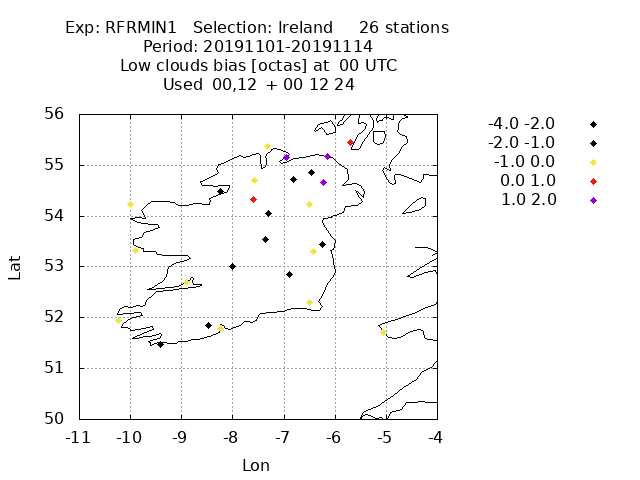 Exp: RFRMIN1 Selection: Ireland 26 stations
Period: 20191101-20191114
Low clouds bias [octas] at 00 UTC
Used 00,12 + 00 12 24
-4.0 -2.0
-2.0 -1.0
-1.0 0.0
0.0 1.0
1.0 2.0
56
55
54
53
52
51
50
Lat
-11 -10 -9 -8 -7 -6 -5 -4
Lon